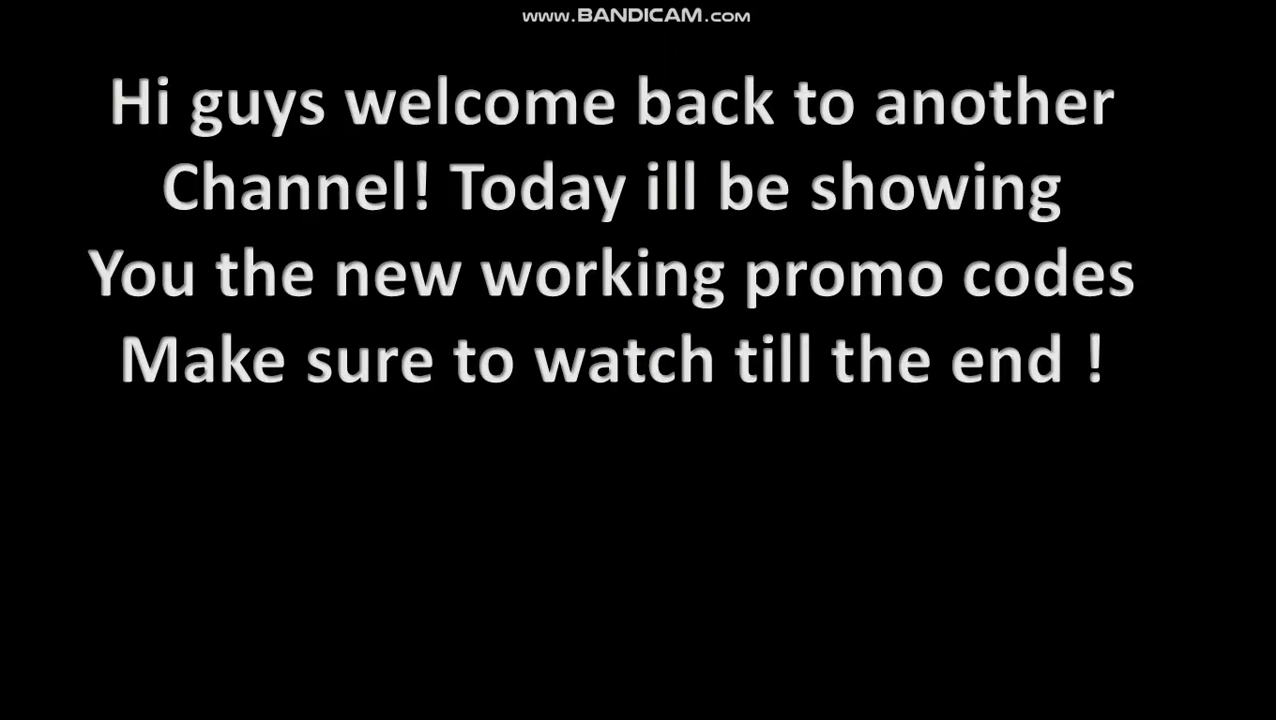 www.BANDICAM.com
Hi guys welcome back to another
Channel! Today ill be showing
You the new working promo codes
Make sure to watch till the end !